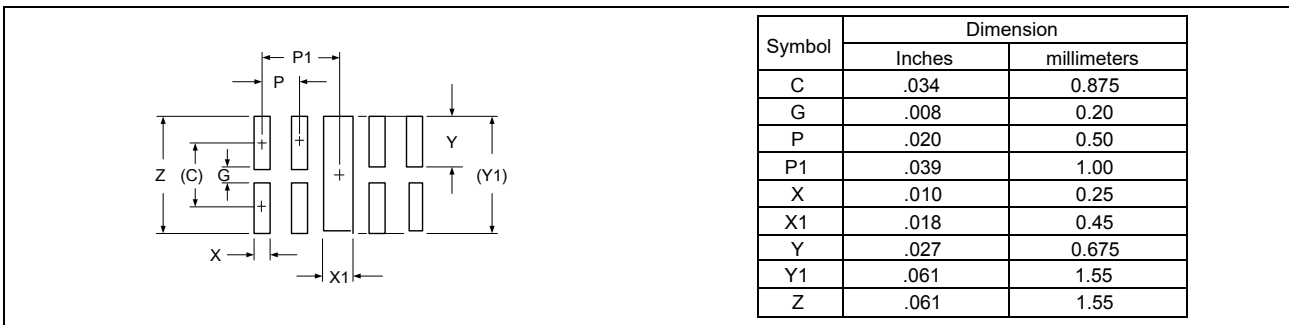 P1
P
Z (C) G Y (Y1)
X
X1
Symbol Dimension
Inches millimeters
C .034 0.875
G .008 0.20
P .020 0.50
P1 .039 1.00
X .010 0.25
X1 .018 0.45
Y .027 0.675
Y1 .061 1.55
Z .061 1.55